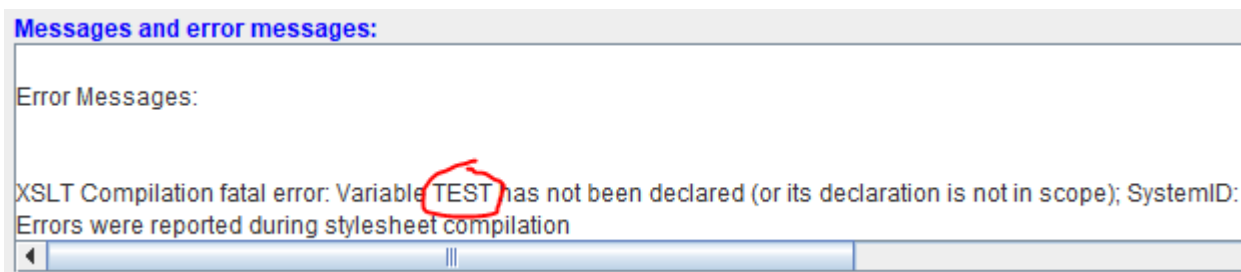 Messages and error messages:
Error Messages:
XSLT Compilation fatal error: Variable TEST has not been declared (or its declaration is not in scope); SystemID:
Errors were reported during stylesheet compilation